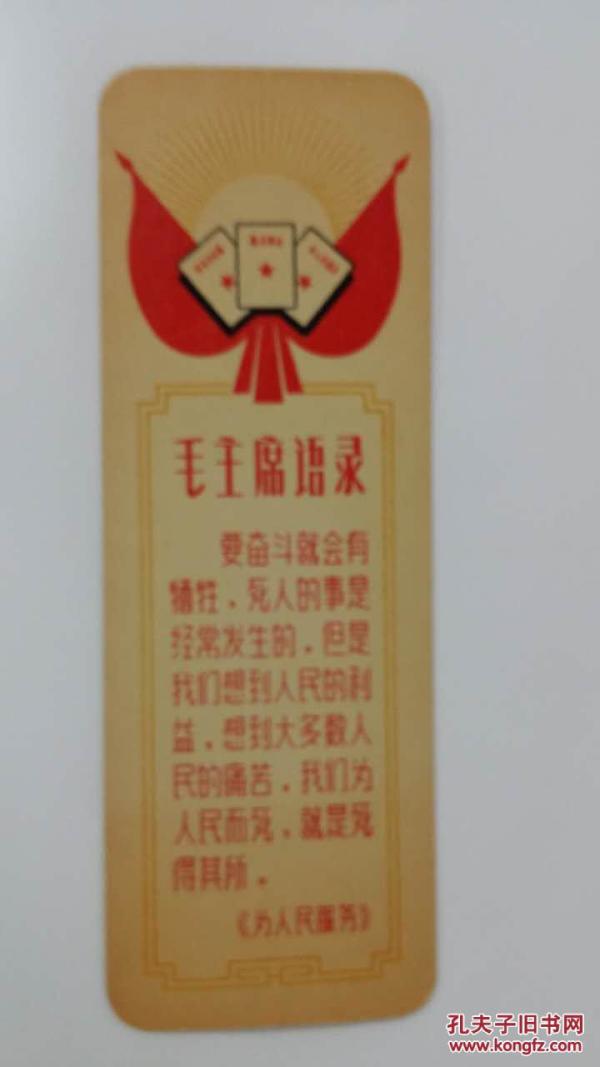 毛主席语录
要奋斗就会有
牺牲，死人的事是
经常发生的。但是
我们想到人民的利
益，想到大多数人
民的痛苦，我们为
人民而死，就是死
得其所。
《为人民服务》
孔夫子旧书网
www.kongfz.com